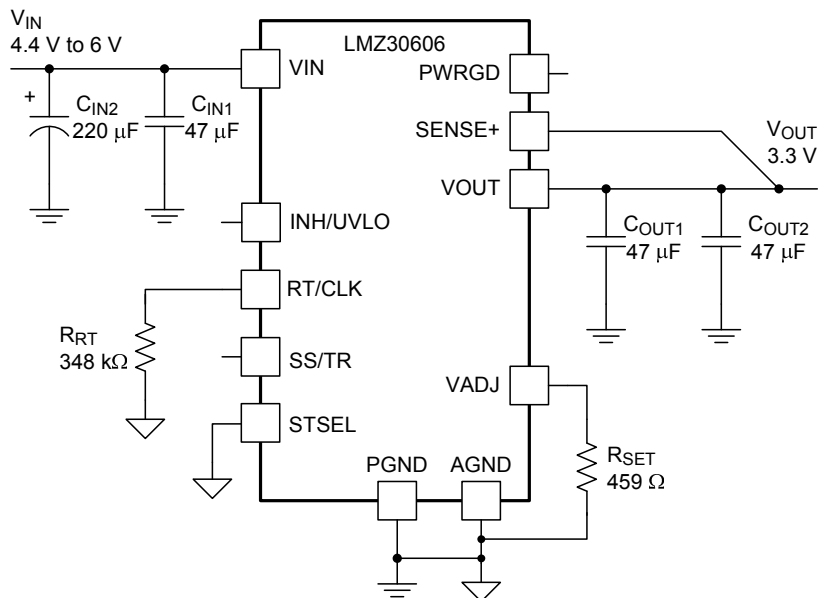 VIN
4.4 V to 6 V
LMZ30606
VIN
PWRGD
+
CIN2
220 μF
CIN1
47 μF
SENSE+
VOUT
3.3 V
VOUT
INH/UVLO
COUT1
47 μF
COUT2
47 μF
RT/CLK
RRT
348 kΩ
SS/TR
VADJ
STSEL
PGND
AGND
RSET
459 Ω